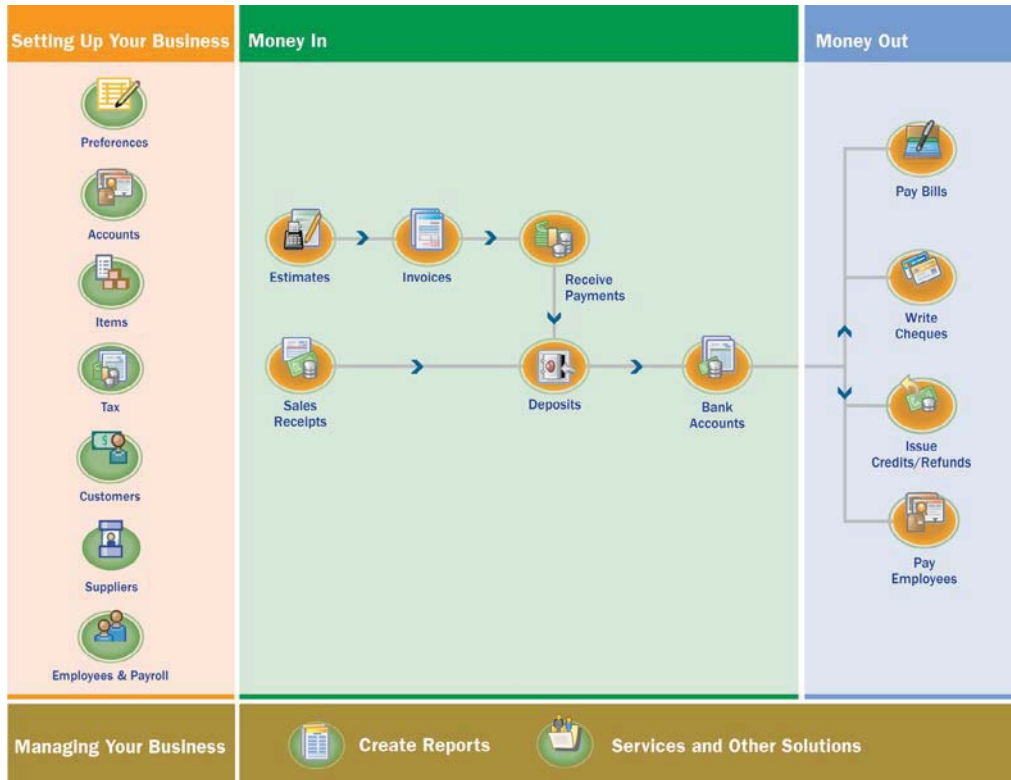 Setting Up Your Business
Preferences
Accounts
Items
Tax
Customers
Suppliers
Employees & Payroll
Money In
Estimates
Invoices
Receive
Payments
Sales
Receipts
Deposits
Bank
Accounts
Money Out
Pay Bills
Write
Cheques
Issue
Credits/Refunds
Pay
Employees
Managing Your Business
Create Reports
Services and Other Solutions